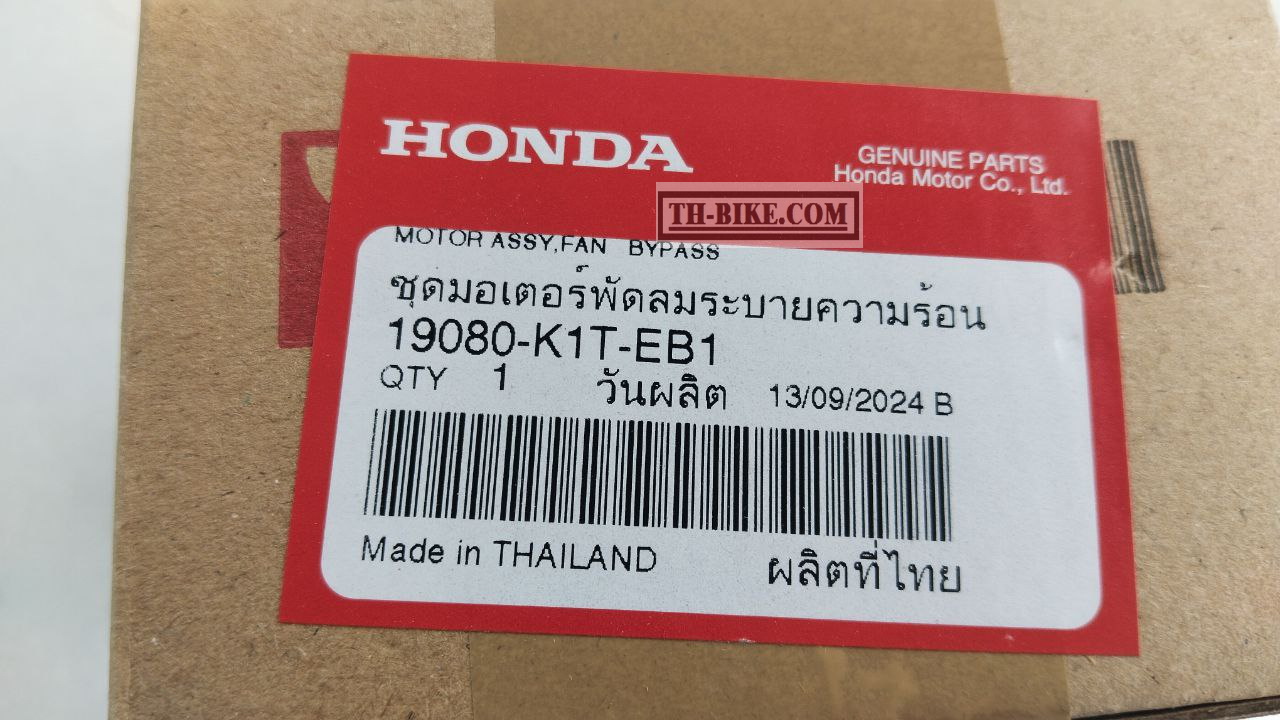 HONDA
GENUINE PARTS
Honda Motor Co., Ltd.
TH-BIKE.COM
MOTOR ASSY,FAN BYPASS
ชุดมอเตอร์พัดลมระบายความร้อน
19080-K1T-EB1
QTY 1 วันผลิต 13/09/2024 B
Made in THAILAND ผลิตที่ไทย